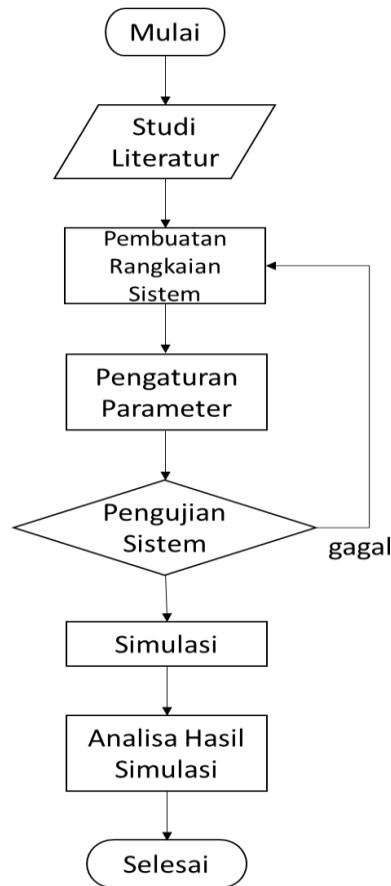 Mulai
Studi
Literatur
Pembuatan
Rangkaian
Sistem
Pengaturan
Parameter
Pengujian
Sistem
gagal
Simulasi
Analisa Hasil
Simulasi
Selesai